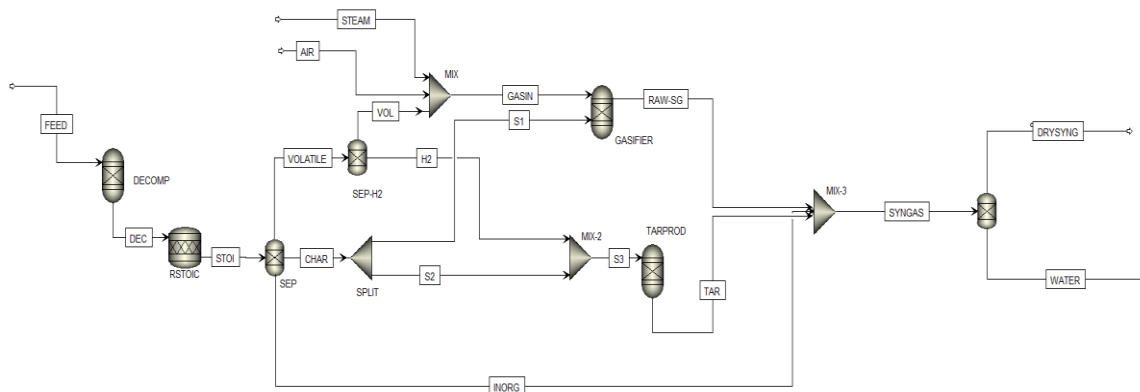 STEAM
AIR
MIX
GASIN
RAW-SG
VOL
S1
GASIFIER
FEED
DRYSYNG
VOLATILE
H2
DECOMP
SEP-H2
MIX-3
SYNGAS
MIX-2
TARPROD
DEC
STOI
CHAR
S3
RSTOIC
SEP
SPLIT
S2
TAR
WATER
INORG